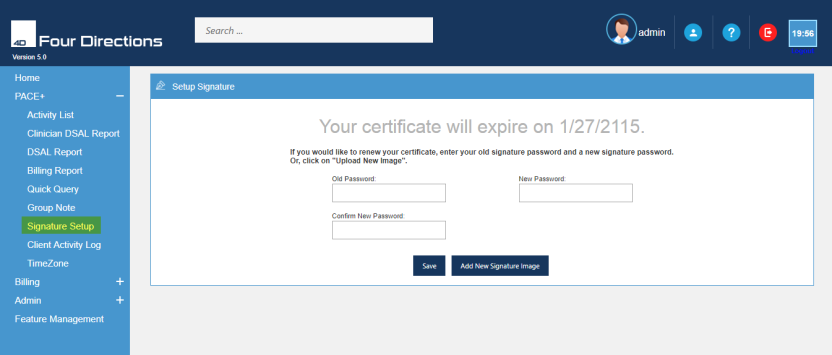 4D Four Directions
Version 5.0
Search ...
admin
?
19:56
Home
PACE+
Activity List
Clinician DSAL Report
DSAL Report
Billing Report
Quick Query
Group Note
Signature Setup
Client Activity Log
TimeZone
Billing
Admin
Feature Management
Setup Signature
Your certificate will expire on 1/27/2115.
If you would like to renew your certificate, enter your old signature password and a new signature password.
Or, click on "Upload New Image".
Old Password:
New Password:
Confirm New Password:
Save
Add New Signature Image